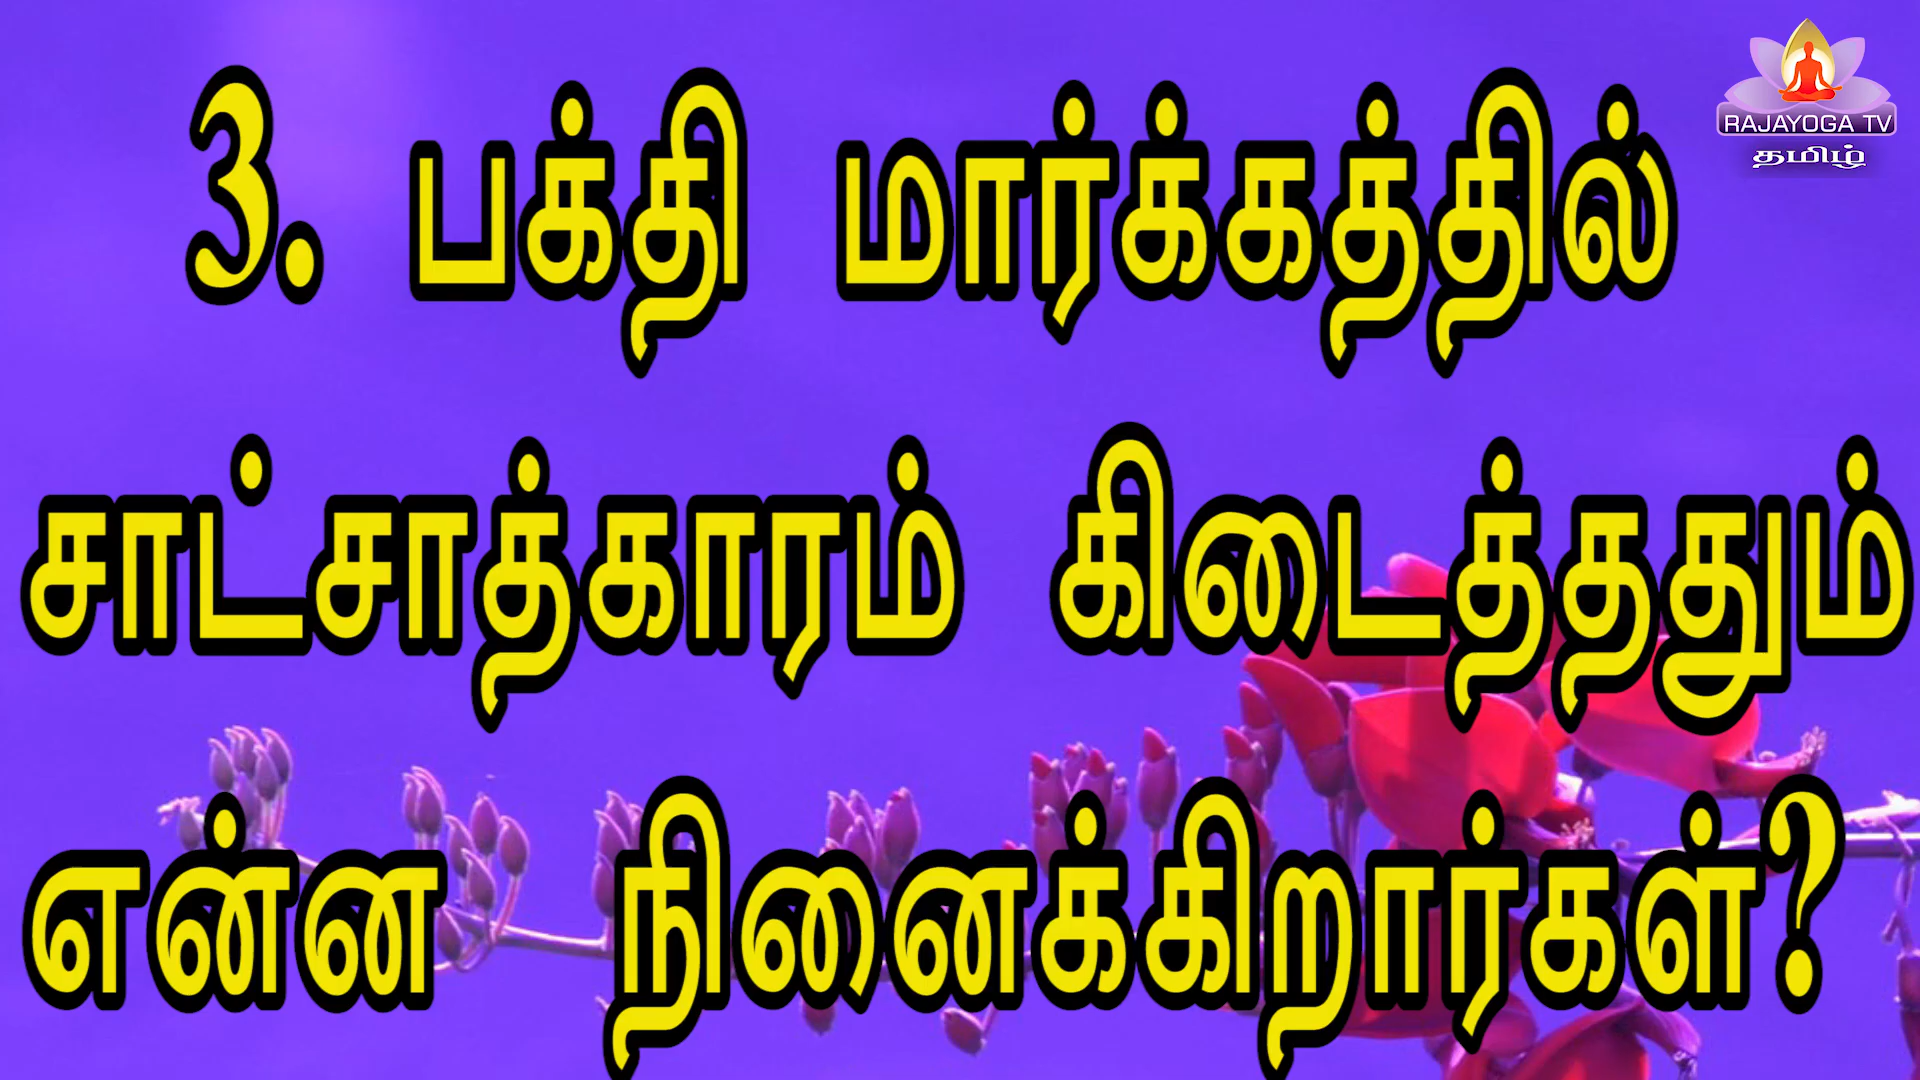 RAJAYOGA TV
தமிழ்
3. பக்தி மார்க்கத்தில்
சாட்சாத்காரம் கிடைத்ததும்
என்ன நினைக்கிறார்கள்?